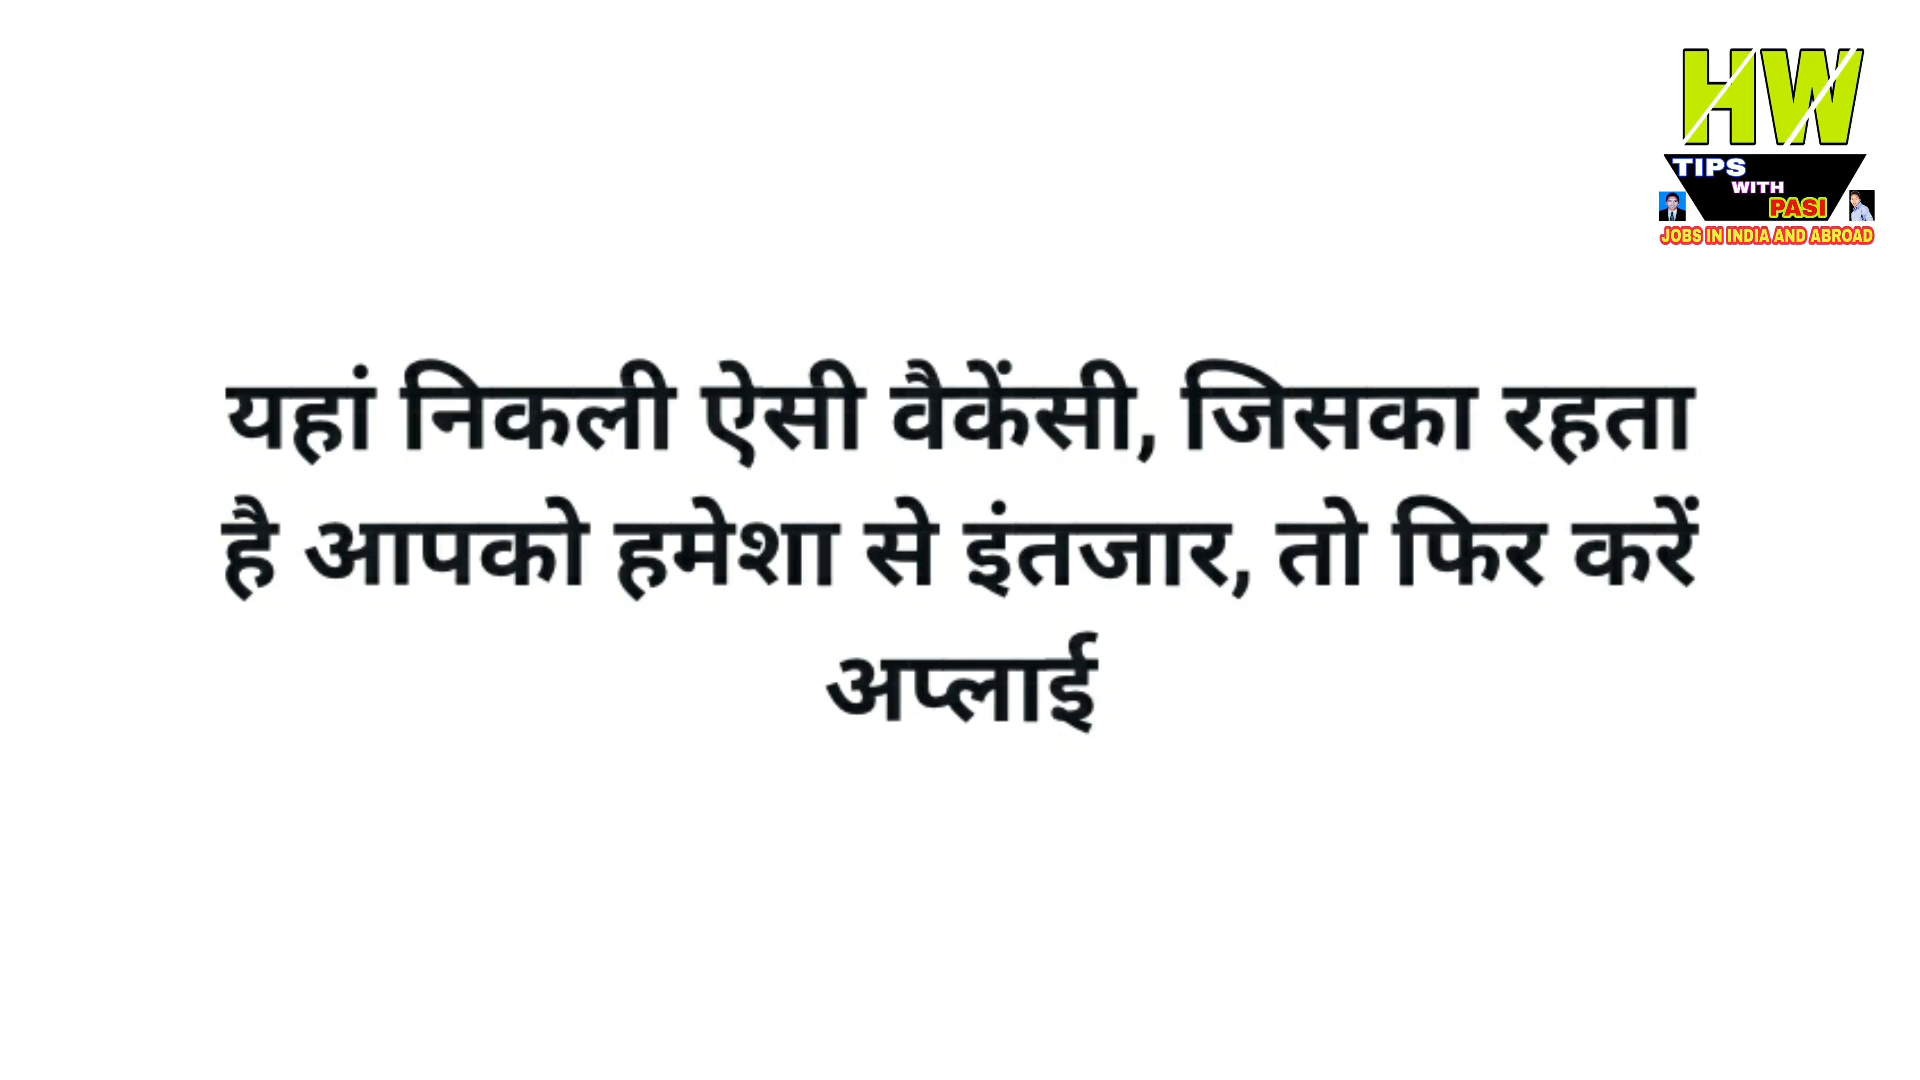 HW
TIPS
WITH
PASI
JOBS IN INDIA AND ABROAD
यहां निकली ऐसी वैकेंसी, जिसका रहता
है आपको हमेशा से इंतजार, तो फिर करें
अप्लाई